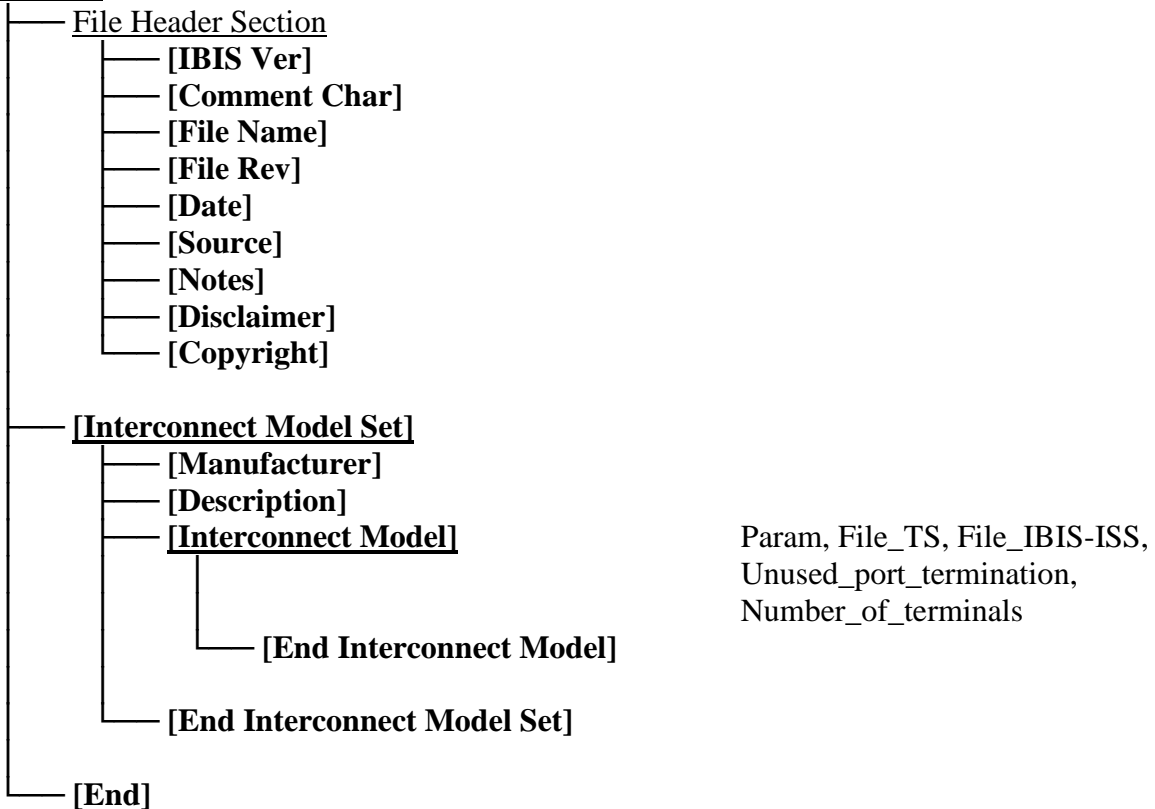 File Header Section
[IBIS Ver]
[Comment Char]
[File Name]
[File Rev]
[Date]
[Source]
[Notes]
[Disclaimer]
[Copyright]
[Interconnect Model Set]
[Manufacturer]
[Description]
[Interconnect Model] Param, File_TS, File_IBIS-ISS,
Unused_port_termination,
Number_of_terminals
[End Interconnect Model]
[End Interconnect Model Set]
[End]